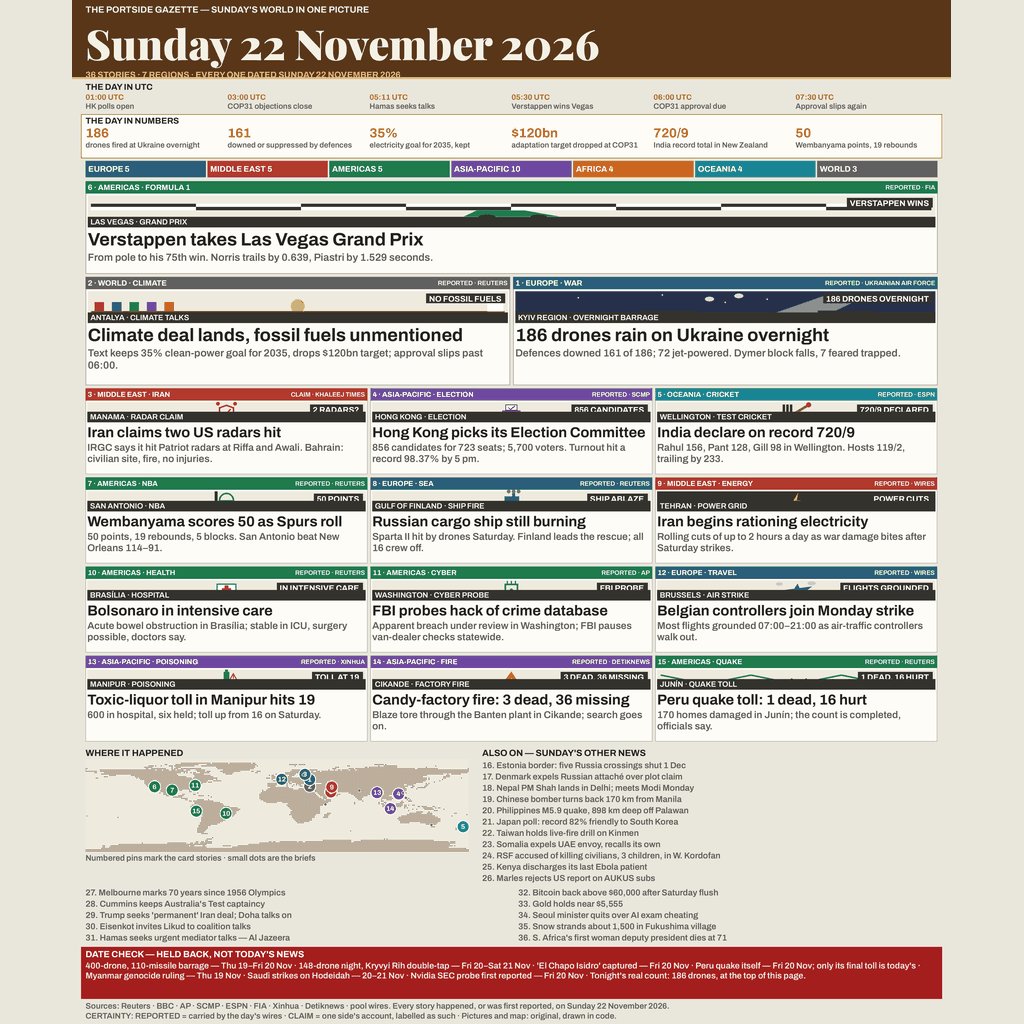 THE PORTSIDE GAZETTE — SUNDAY'S WORLD IN ONE PICTURE
Sunday 22 November 2026
36 STORIES · 7 REGIONS · EVERY ONE DATED SUNDAY 22 NOVEMBER 2026
THE DAY IN UTC
01:00 UTC 03:00 UTC 05:11 UTC 05:30 UTC 06:00 UTC 07:30 UTC
HK polls open COP31 objections close Hamas seeks talks Verstappen wins Vegas COP31 approval due Approval slips again
THE DAY IN NUMBERS
186 161 35% $120bn 720/9 50
drones fired at Ukraine overnight downed or suppressed by defences electricity goal for 2035, kept adaptation target dropped at COP31 India record total in New Zealand Wembanyama points, 19 rebounds
EUROPE 5 MIDDLE EAST 5 AMERICAS 5 ASIA-PACIFIC 10 AFRICA 4 OCEANIA 4 WORLD 3
6 · AMERICAS · FORMULA 1 REPORTED · FIA
VERSTAPPEN WINS
LAS VEGAS · GRAND PRIX
Verstappen takes Las Vegas Grand Prix
From pole to his 75th win. Norris trails by 0.639, Piastri by 1.529 seconds.
2 · WORLD · CLIMATE REPORTED · REUTERS
NO FOSSIL FUELS
ANTALYA · CLIMATE TALKS
Climate deal lands, fossil fuels unmentioned
Text keeps 35% clean-power goal for 2035, drops $120bn target; approval slips past
06:00.
1 · EUROPE · WAR REPORTED · UKRAINIAN AIR FORCE
186 DRONES OVERNIGHT
KYIV REGION · OVERNIGHT BARRAGE
186 drones rain on Ukraine overnight
Defences downed 161 of 186; 72 jet-powered. Dymer block falls, 7 feared trapped.
3 · MIDDLE EAST · IRAN CLAIM · KHALEEJ TIMES
2 RADARS?
MANAMA · RADAR CLAIM
Iran claims two US radars hit
IRGC says it hit Patriot radars at Riffa and Awali. Bahrain:
civilian site, fire, no injuries.
4 · ASIA-PACIFIC · ELECTION REPORTED · SCMP
856 CANDIDATES
HONG KONG · ELECTION
Hong Kong picks its Election Committee
856 candidates for 723 seats; 5,700 voters. Turnout hit a
record 98.37% by 5 pm.
5 · OCEANIA · CRICKET REPORTED · ESPN
720/9 DECLARED
WELLINGTON · TEST CRICKET
India declare on record 720/9
Rahul 156, Pant 128, Gill 98 in Wellington. Hosts 119/2,
trailing by 233.
7 · AMERICAS · NBA REPORTED · REUTERS
50 POINTS
SAN ANTONIO · NBA
Wembanyama scores 50 as Spurs roll
50 points, 19 rebounds, 5 blocks. San Antonio beat New
Orleans 114–91.
8 · EUROPE · SEA REPORTED · REUTERS
SHIP ABLAZE
GULF OF FINLAND · SHIP FIRE
Russian cargo ship still burning
Sparta II hit by drones Saturday. Finland leads the rescue; all
16 crew off.
9 · MIDDLE EAST · ENERGY REPORTED · WIRES
POWER CUTS
TEHRAN · POWER GRID
Iran begins rationing electricity
Rolling cuts of up to 2 hours a day as war damage bites after
Saturday strikes.
10 · AMERICAS · HEALTH REPORTED · REUTERS
IN INTENSIVE CARE
BRASÍLIA · HOSPITAL
Bolsonaro in intensive care
Acute bowel obstruction in Brasília; stable in ICU, surgery
possible, doctors say.
11 · AMERICAS · CYBER REPORTED · AP
FBI PROBE
WASHINGTON · CYBER PROBE
FBI probes hack of crime database
Apparent breach under review in Washington; FBI pauses
van-dealer checks statewide.
12 · EUROPE · TRAVEL REPORTED · WIRES
FLIGHTS GROUNDED
BRUSSELS · AIR STRIKE
Belgian controllers join Monday strike
Most flights grounded 07:00–21:00 as air-traffic controllers
walk out.
13 · ASIA-PACIFIC · POISONING REPORTED · XINHUA
TOLL AT 19
MANIPUR · POISONING
Toxic-liquor toll in Manipur hits 19
600 in hospital, six held; toll up from 16 on Saturday.
14 · ASIA-PACIFIC · FIRE REPORTED · DETIKNEWS
3 DEAD, 36 MISSING
CIKANDE · FACTORY FIRE
Candy-factory fire: 3 dead, 36 missing
Blaze tore through the Banten plant in Cikande; search goes
on.
15 · AMERICAS · QUAKE REPORTED · REUTERS
1 DEAD, 16 HURT
JUNÍN · QUAKE TOLL
Peru quake toll: 1 dead, 16 hurt
170 homes damaged in Junín; the count is completed,
officials say.
WHERE IT HAPPENED
6 7 11 15 10 12 3 1 2 9 13 4 14 5
Numbered pins mark the card stories · small dots are the briefs
ALSO ON — SUNDAY'S OTHER NEWS
16. Estonia border: five Russia crossings shut 1 Dec
17. Denmark expels Russian attaché over plot claim
18. Nepal PM Shah lands in Delhi; meets Modi Monday
19. Chinese bomber turns back 170 km from Manila
20. Philippines M5.9 quake, 898 km deep off Palawan
21. Japan poll: record 82% friendly to South Korea
22. Taiwan holds live-fire drill on Kinmen
23. Somalia expels UAE envoy, recalls its own
24. RSF accused of killing civilians, 3 children, in W. Kordofan
25. Kenya discharges its last Ebola patient
26. Marles rejects US report on AUKUS subs
27. Melbourne marks 70 years since 1956 Olympics
28. Cummins keeps Australia's Test captaincy
29. Trump seeks 'permanent' Iran deal; Doha talks on
30. Eisenkot invites Likud to coalition talks
31. Hamas seeks urgent mediator talks — Al Jazeera
32. Bitcoin back above $60,000 after Saturday flush
33. Gold holds near $5,555
34. Seoul minister quits over AI exam cheating
35. Snow strands about 1,500 in Fukushima village
36. S. Africa's first woman deputy president dies at 71
DATE CHECK — HELD BACK, NOT TODAY'S NEWS
400-drone, 110-missile barrage — Thu 19–Fri 20 Nov · 148-drone night, Kryvyi Rih double-tap — Fri 20–Sat 21 Nov · 'El Chapo Isidro' captured — Fri 20 Nov · Peru quake itself — Fri 20 Nov; only its final toll is today's ·
Myanmar genocide ruling — Thu 19 Nov · Saudi strikes on Hodeidah — 20–21 Nov · Nvidia SEC probe first reported — Fri 20 Nov · Tonight's real count: 186 drones, at the top of this page.
Sources: Reuters · BBC · AP · SCMP · ESPN · FIA · Xinhua · Detiknews · pool wires. Every story happened, or was first reported, on Sunday 22 November 2026.
CERTAINTY: REPORTED = carried by the day's wires · CLAIM = one side's account, labelled as such · Pictures and map: original, drawn in code.